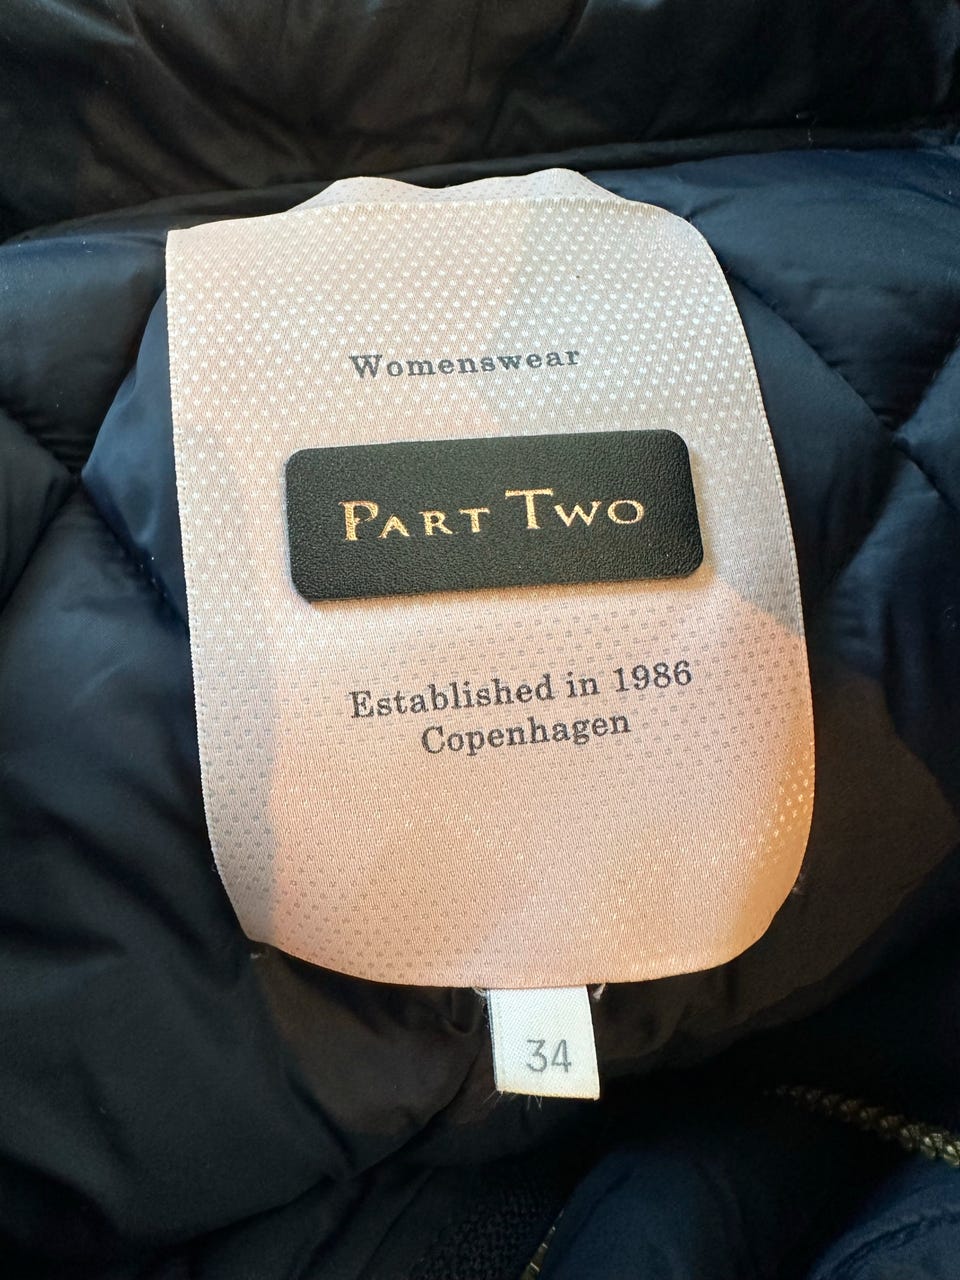 Womenswear
PART TWO
Established in 1986
Copenhagen
34